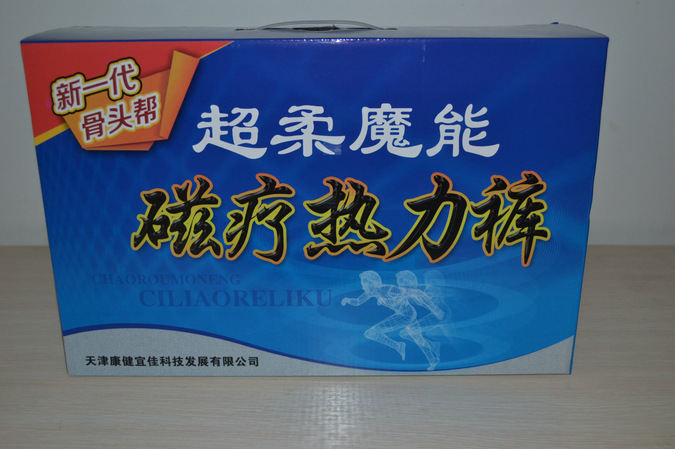 新一代
骨头帮
超柔魔能
磁疗热力裤
CHAOROUMONENG
CILIAORELIKU
天津康健宜佳科技发展有限公司